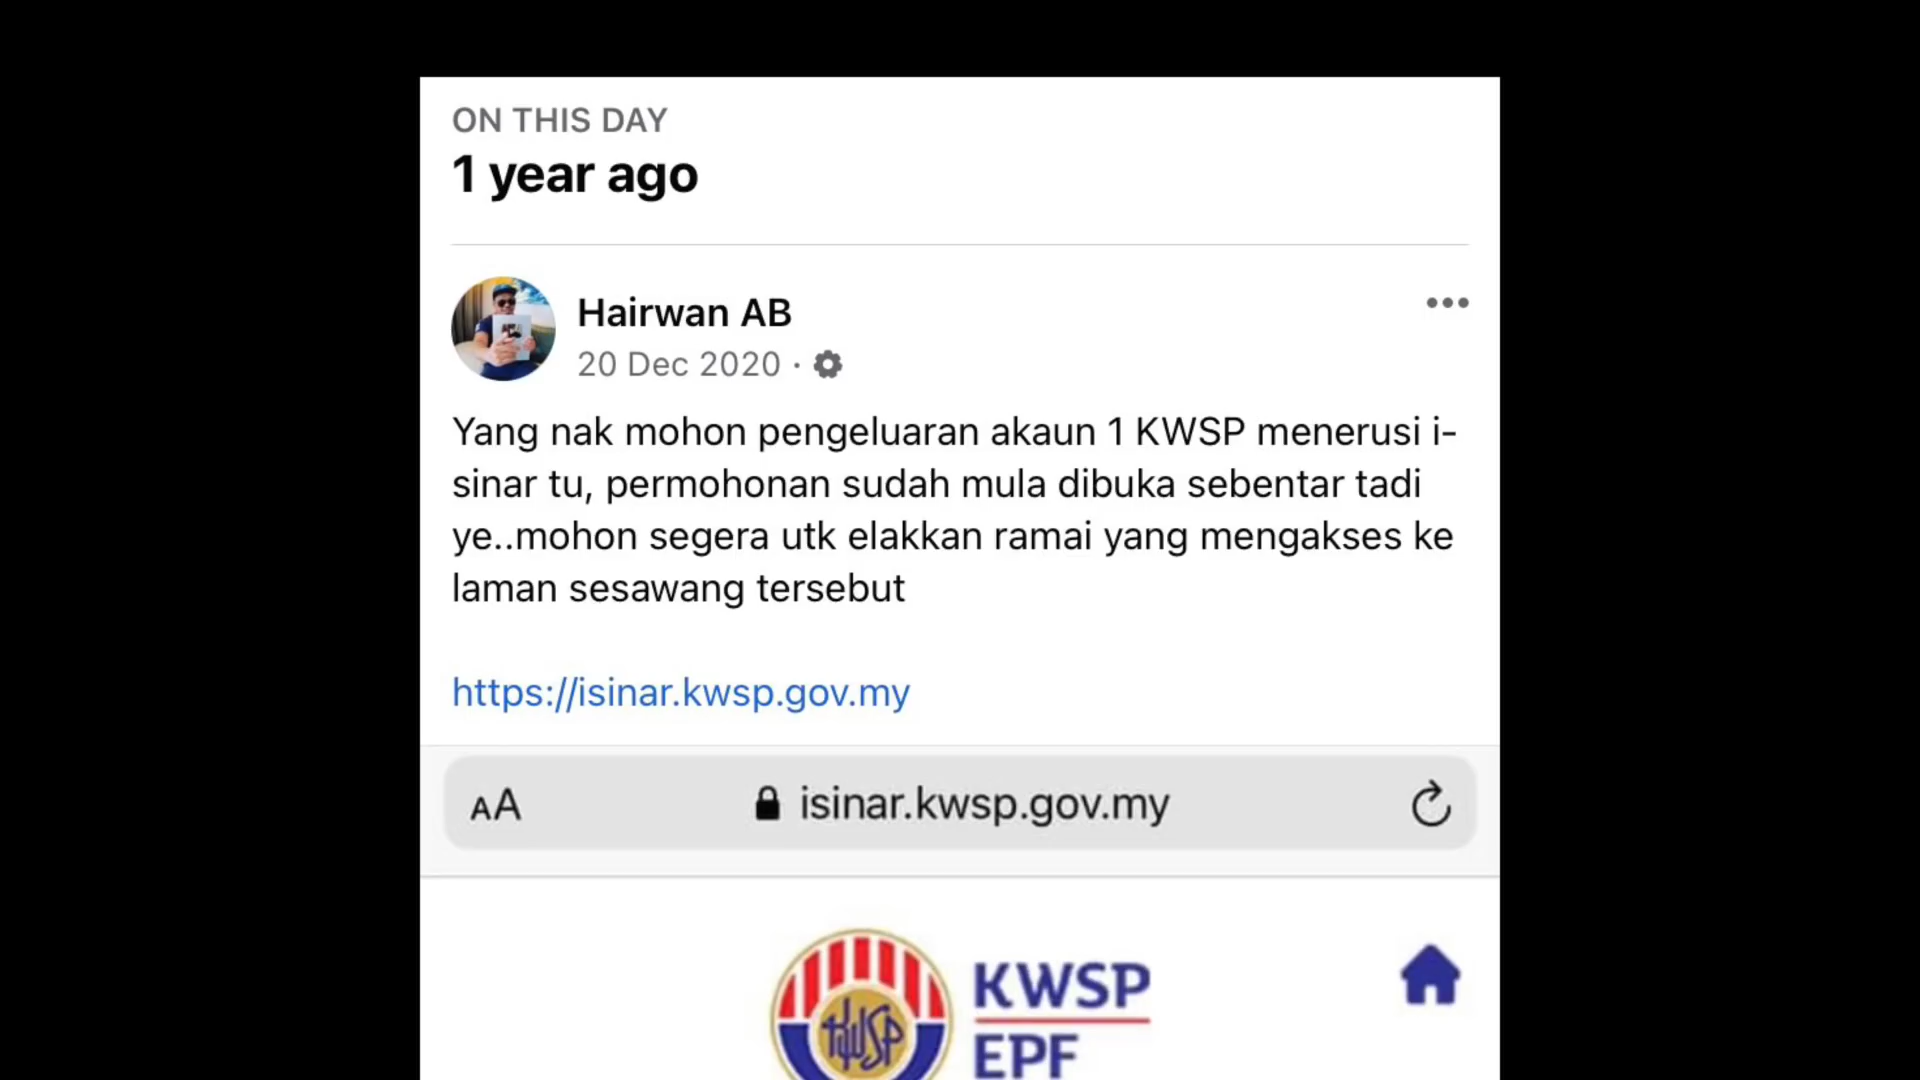 ON THIS DAY
1 year ago
Hairwan AB
20 Dec 2020 ·
Yang nak mohon pengeluaran akaun 1 KWSP menerusi i-
sinar tu, permohonan sudah mula dibuka sebentar tadi
ye..mohon segera utk elakkan ramai yang mengakses ke
laman sesawang tersebut
https://isinar.kwsp.gov.my
AA isinar.kwsp.gov.my
KWSP
KWSP
EPF